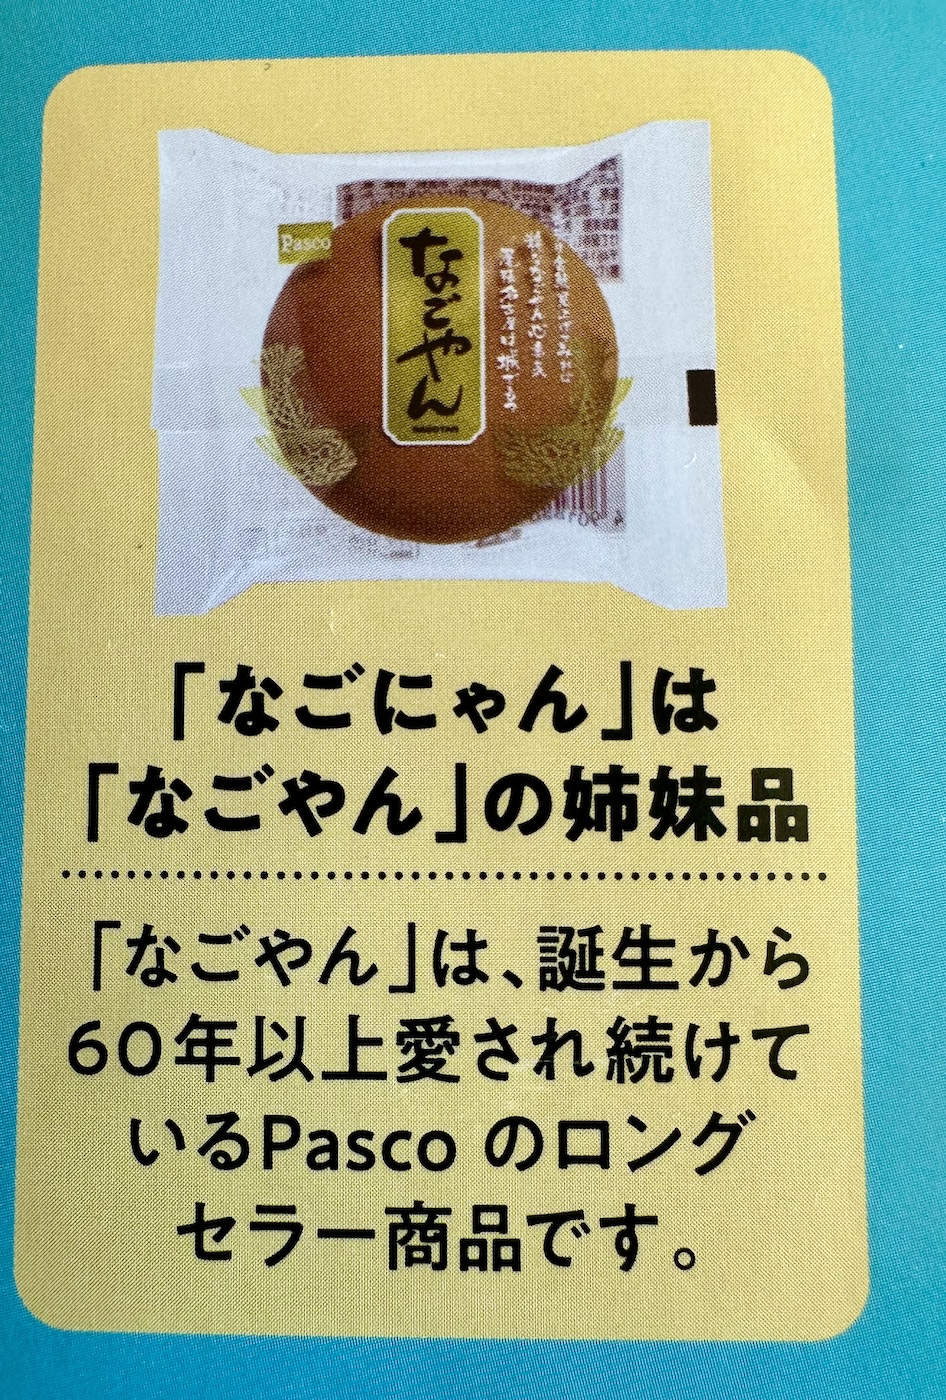 Pasco
なごやん
NAGOYAN
「なごにゃん」は
「なごやん」の姉妹品
「なごやん」は、誕生から
60年以上愛され続けて
いるPasco のロング
セラー商品です。